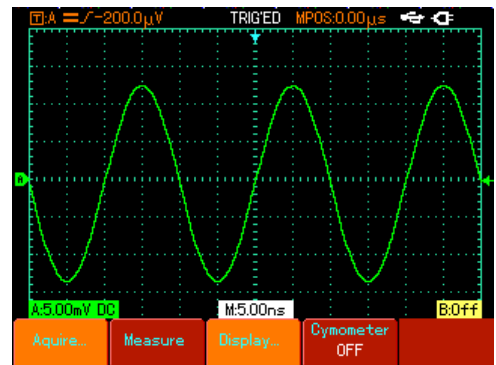 T:A -200.0μV TRIG'ED MPOS:0.00μs
A
A:5.00mV DC M:5.00ns B:Off
Aquire... Measure Display... Cymometer
OFF